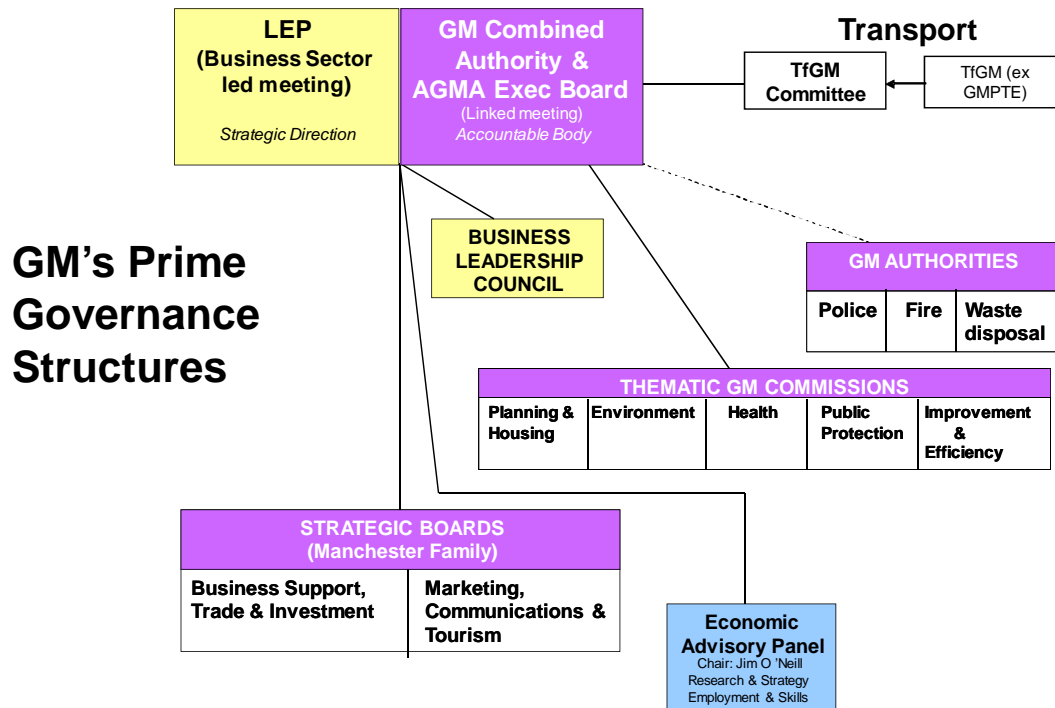 LEP
(Business Sector
led meeting)
Strategic Direction
GM Combined
Authority &
AGMA Exec Board
(Linked meeting)
Accountable Body
Transport
TfGM
Committee
TfGM (ex
GMPTE)
GM's Prime
Governance
Structures
BUSINESS
LEADERSHIP
COUNCIL
GM AUTHORITIES
Police
Fire
Waste
disposal
THEMATIC GM COMMISSIONS
Planning &
Housing
Environment
Health
Public
Protection
Improvement
&
Efficiency
STRATEGIC BOARDS
(Manchester Family)
Business Support,
Trade & Investment
Marketing,
Communications &
Tourism
Economic
Advisory Panel
Chair: Jim O 'Neill
Research & Strategy
Employment & Skills